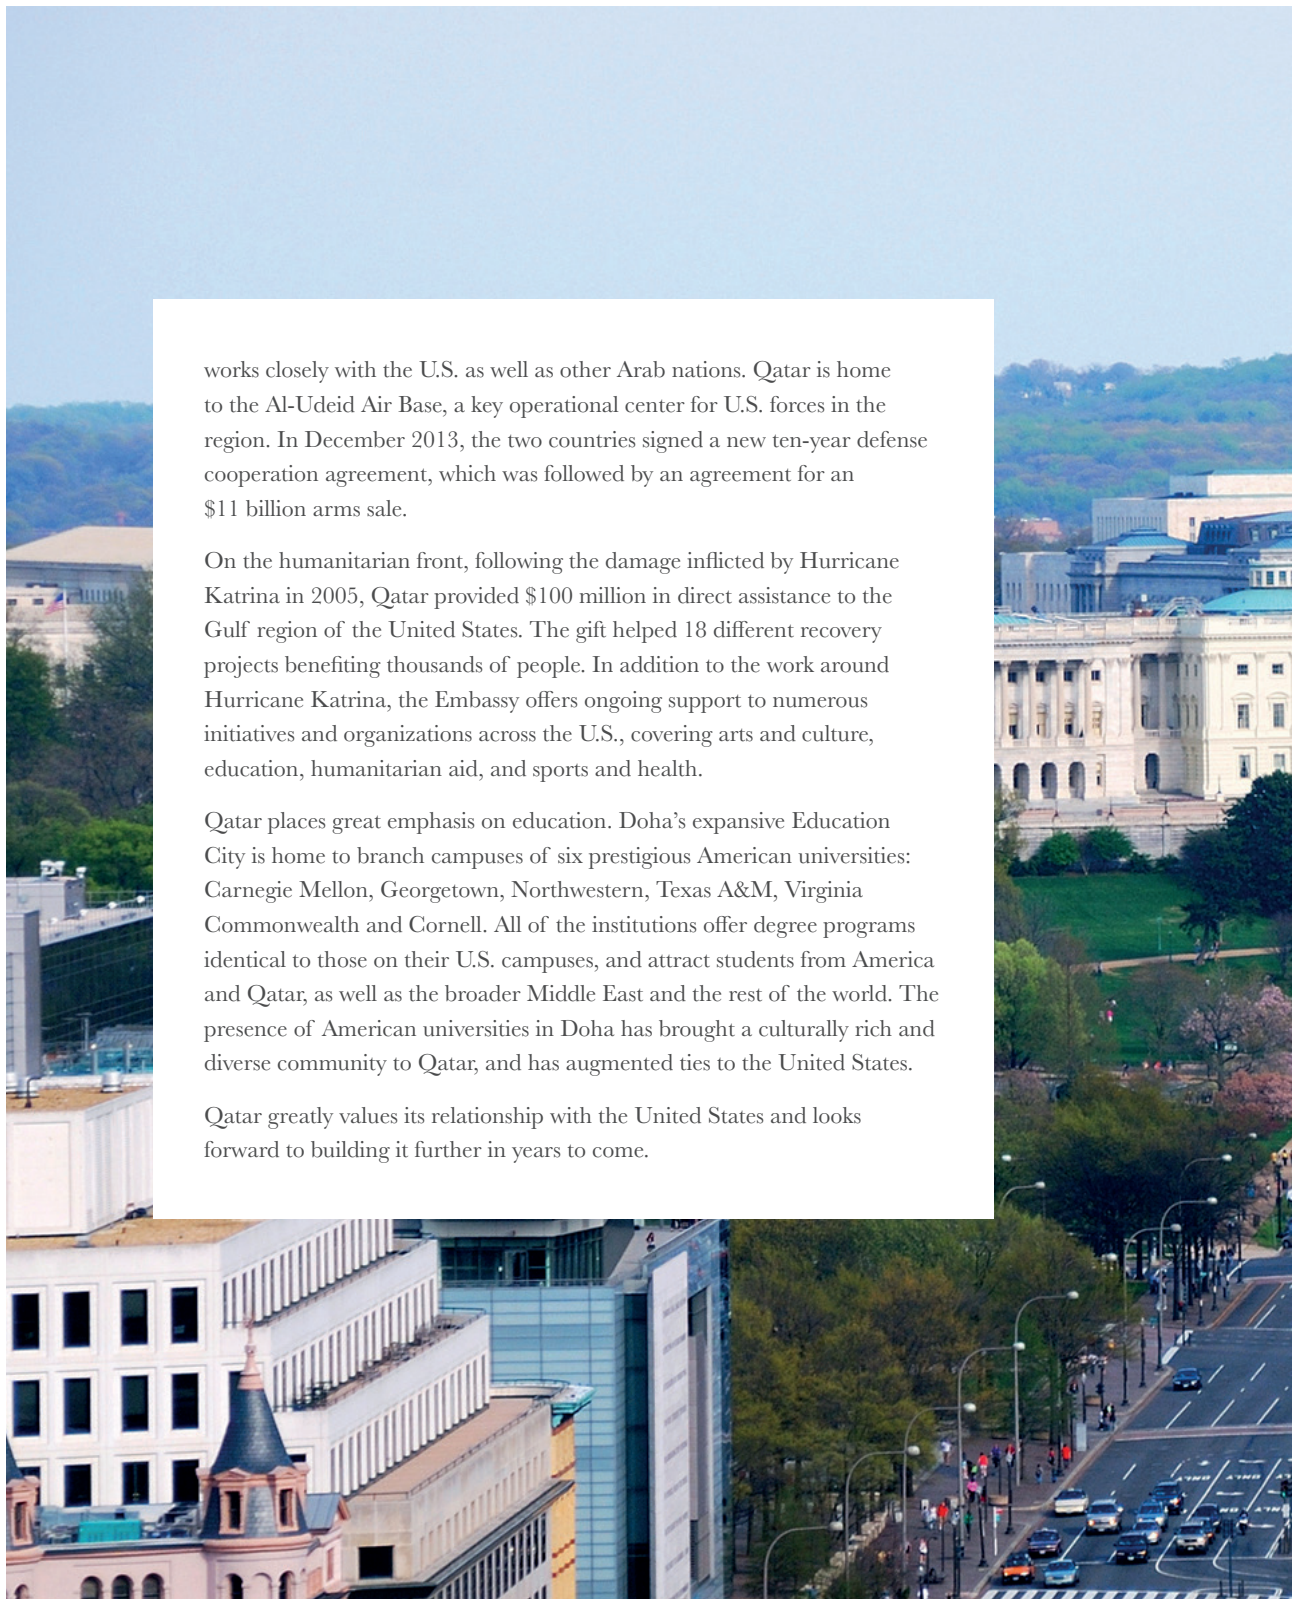 works closely with the U.S. as well as other Arab nations. Qatar is home
to the Al-Udeid Air Base, a key operational center for U.S. forces in the
region. In December 2013, the two countries signed a new ten-year defense
cooperation agreement, which was followed by an agreement for an
$11 billion arms sale.
On the humanitarian front, following the damage inflicted by Hurricane
Katrina in 2005, Qatar provided $100 million in direct assistance to the
Gulf region of the United States. The gift helped 18 different recovery
projects benefiting thousands of people. In addition to the work around
Hurricane Katrina, the Embassy offers ongoing support to numerous
initiatives and organizations across the U.S., covering arts and culture,
education, humanitarian aid, and sports and health.
Qatar places great emphasis on education. Doha’s expansive Education
City is home to branch campuses of six prestigious American universities:
Carnegie Mellon, Georgetown, Northwestern, Texas A&M, Virginia
Commonwealth and Cornell. All of the institutions offer degree programs
identical to those on their U.S. campuses, and attract students from America
and Qatar, as well as the broader Middle East and the rest of the world. The
presence of American universities in Doha has brought a culturally rich and
diverse community to Qatar, and has augmented ties to the United States.
Qatar greatly values its relationship with the United States and looks
forward to building it further in years to come.
ONLY
ONLY